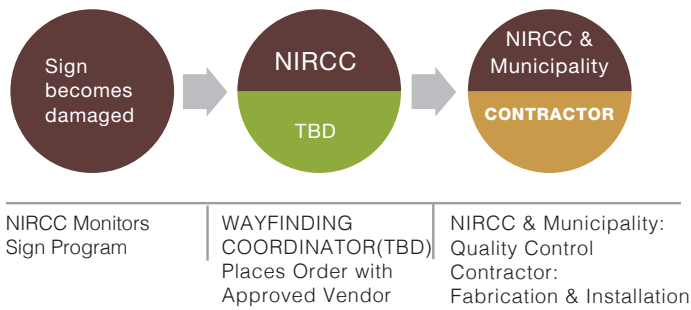 Sign
becomes
damaged
NIRCC
TBD
NIRCC &
Municipality
CONTRACTOR
NIRCC Monitors
Sign Program
WAYFINDING
COORDINATOR(TBD)
Places Order with
Approved Vendor
NIRCC & Municipality:
Quality Control
Contractor:
Fabrication & Installation